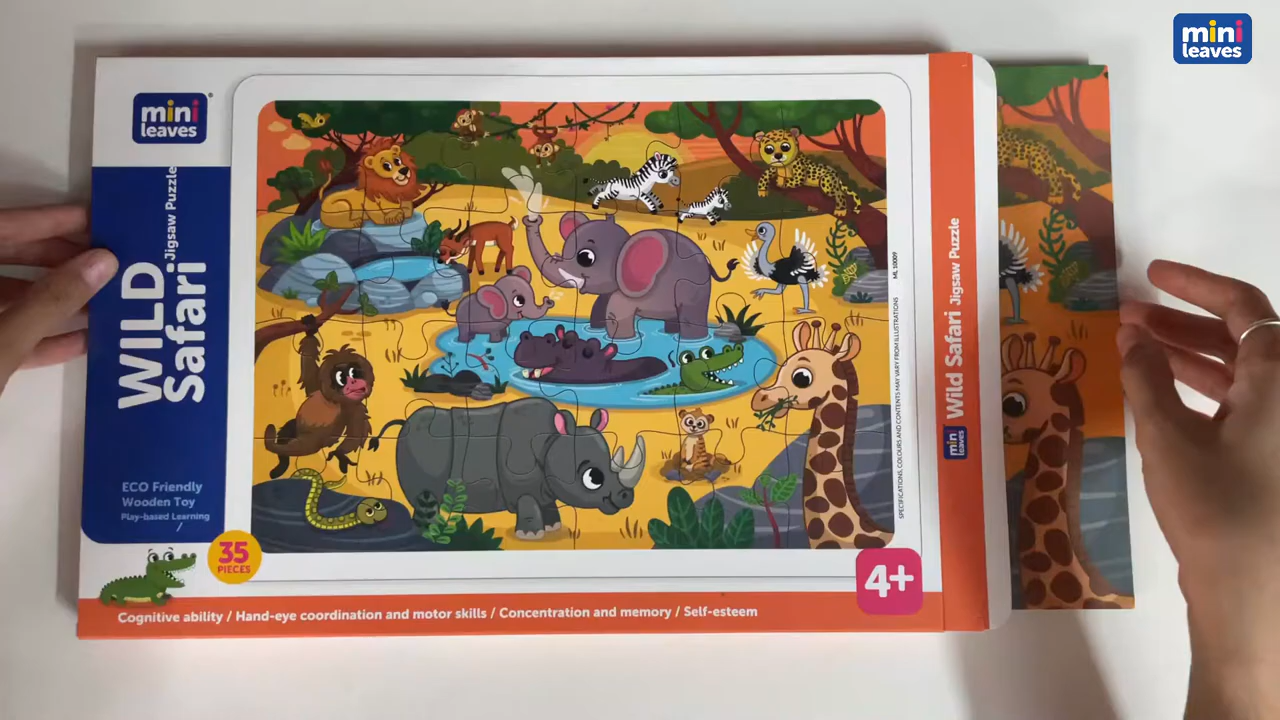 mini
leaves
mini
leaves
®
WILD
Safari
Jigsaw Puzzle
ECO Friendly
Wooden Toy
Play-based Learning
35
PIECES
4+
Cognitive ability / Hand-eye coordination and motor skills / Concentration and memory / Self-esteem
SPECIFICATIONS, COLOURS AND CONTENTS MAY VARY FROM ILLUSTRATIONS
ML 10009
mini
leaves
Wild Safari Jigsaw Puzzle